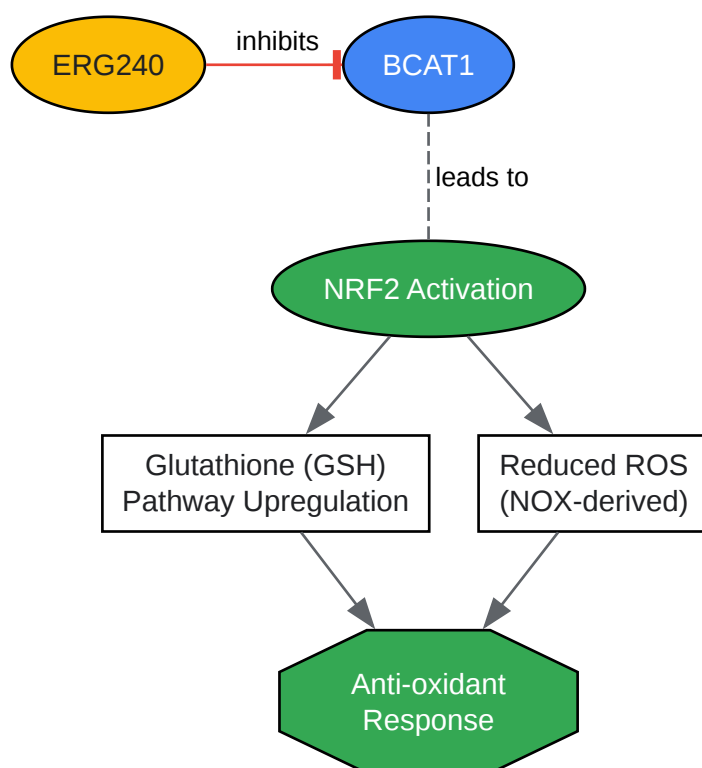 inhibits
ERG240
BCAT1
leads to
NRF2 Activation
Glutathione (GSH)
Pathway Upregulation
Reduced ROS
(NOX-derived)
Anti-oxidant
Response